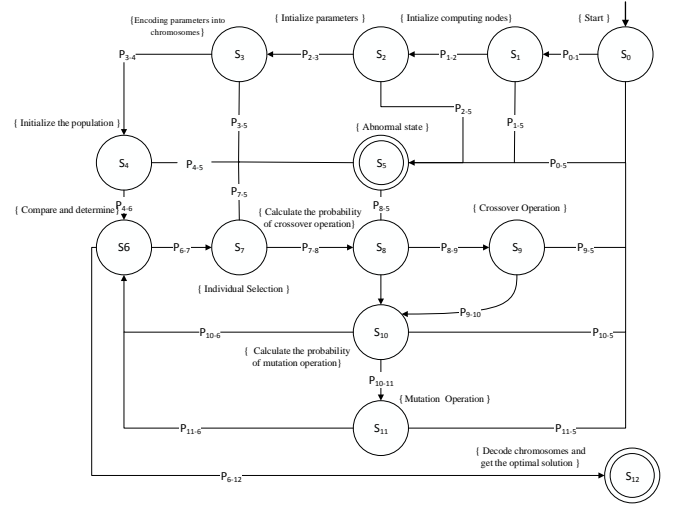 {Encoding parameters into
chromosomes}
{ Intialize parameters }
{ Intialize computing nodes}
{ Start }
S3
P2-3
S2
P1-2
S1
P0-1
S0
P3-4
P3-5
P2-5
P1-5
{ Initialize the population }
{ Abnormal state }
S4
P4-5
S5
P0-5
P4-6
P7-5
P8-5
{ Compare and determine}
{ Calculate the probability
of crossover operation}
{ Crossover Operation }
S6
P6-7
S7
P7-8
S8
P8-9
S9
P9-5
{ Individual Selection }
P9-10
P10-6
S10
P10-5
{ Calculate the probability
of mutation operation}
P10-11
{ Mutation Operation }
P11-6
S11
P11-5
{ Decode chromosomes and
get the optimal solution }
P6-12
S12